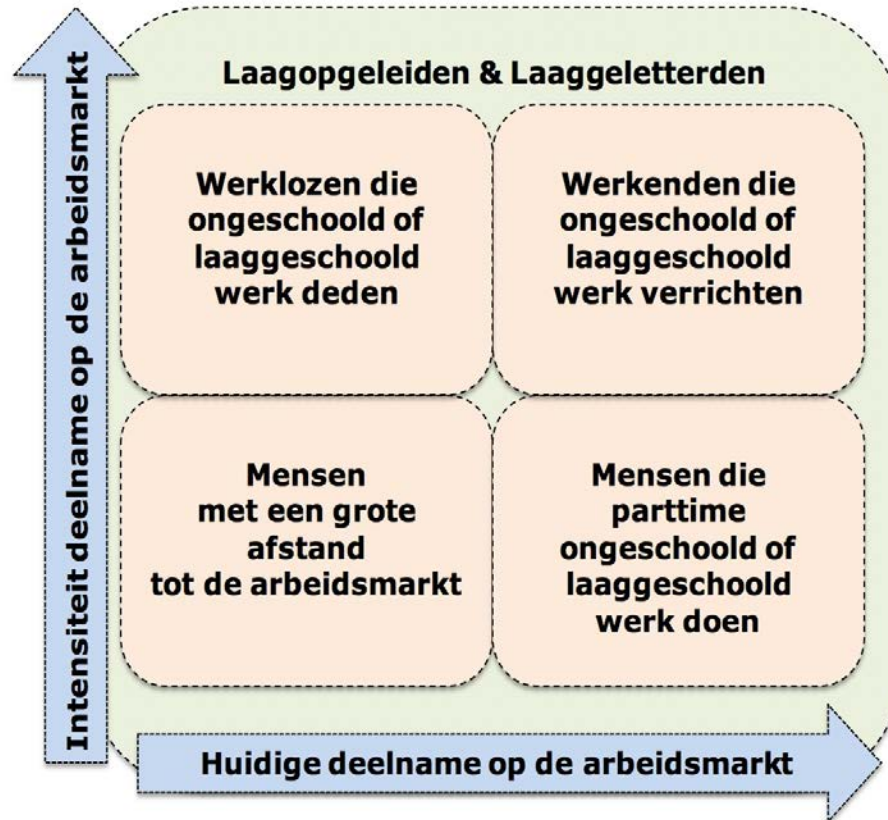 Laagopgeleiden & Laaggeletterden
Werklozen die
ongeschoold of
laaggeschoold
werk deden
Werkenden die
ongeschoold of
laaggeschoold
werk verrichten
Mensen
met een grote
afstand
tot de arbeidsmarkt
Mensen die
parttime
ongeschoold of
laaggeschoold
werk doen
Intensiteit deelname op de arbeidsmarkt
Huidige deelname op de arbeidsmarkt